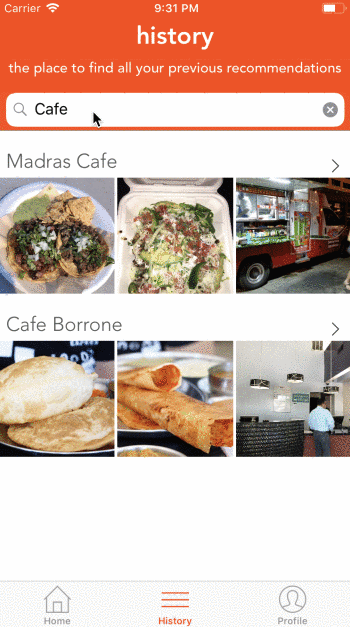 Carrier 9:31 PM
history
the place to find all your previous recommendations
Cafe
Madras Cafe
Cafe Borrone
Home History Profile